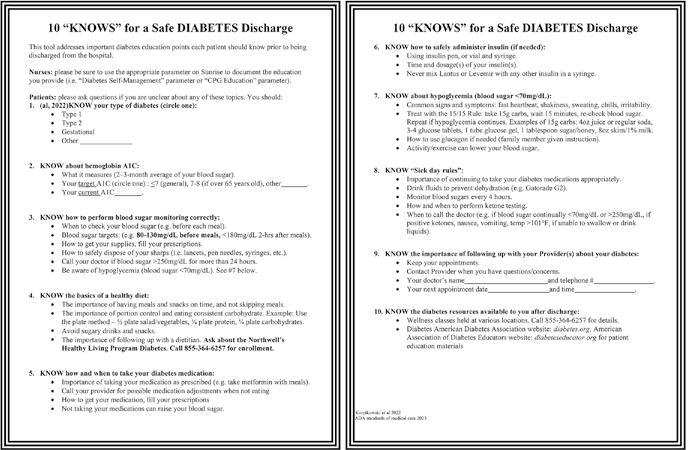 10 “KNOWS” for a Safe DIABETES Discharge
This tool addresses important diabetes education points each patient should know prior to being
discharged from the hospital.
Nurses: please be sure to use the appropriate parameter on Sunrise to document the education
you provide (i.e. “Diabetes Self-Management” parameter or “CPG Education” parameter).
Patients: please ask questions if you are unclear about any of these topics. You should:
1. (al, 2022)KNOW your type of diabetes (circle one):
• Type 1
• Type 2
• Gestational
• Other ______________
2. KNOW about hemoglobin A1C:
• What it measures (2–3-month average of your blood sugar).
• Your target A1C (circle one) : ≤7 (general), 7-8 (if over 65 years old), other_______.
• Your current A1C_______.
3. KNOW how to perform blood sugar monitoring correctly:
• When to check your blood sugar (e.g. before each meal).
• Blood sugar targets: (e.g. 80-130mg/dL before meals, <180mg/dL 2-hrs after meals).
• How to get your supplies, fill your prescriptions.
• How to safely dispose of your sharps (i.e. lancets, pen needles, syringes, etc.).
• Call your doctor if blood sugar >250mg/dL for more than 24 hours.
• Be aware of hypoglycemia (blood sugar <70mg/dL). See #7 below.
4. KNOW the basics of a healthy diet:
• The importance of having meals and snacks on time, and not skipping meals.
• The importance of portion control and eating consistent carbohydrate. Example: Use
the plate method – ½ plate salad/vegetables, ¼ plate protein, ¼ plate carbohydrates.
• Avoid sugary drinks and snacks.
• The importance of following up with a dietitian. Ask about the Northwell’s
Healthy Living Program Diabetes. Call 855-364-6257 for enrollment.
5. KNOW how and when to take your diabetes medication:
• Importance of taking your medication as prescribed (e.g. take metformin with meals).
• Call your provider for possible medication adjustments when not eating
• How to get your medication, fill your prescriptions
• Not taking your medications can raise your blood sugar.
10 “KNOWS” for a Safe DIABETES Discharge
6. KNOW how to safely administer insulin (if needed):
• Using insulin pen, or vial and syringe.
• Time and dosage(s) of your insulin(s).
• Never mix Lantus or Levemir with any other insulin in a syringe.
7. KNOW about hypoglycemia (blood sugar <70mg/dL):
• Common signs and symptoms: fast heartbeat, shakiness, sweating, chills, irritability.
• Treat with the 15/15 Rule: take 15g carbs, wait 15 minutes, re-check blood sugar.
Repeat if hypoglycemia continues. Examples of 15g carbs: 4oz juice or regular soda,
3-4 glucose tablets, 1 tube glucose gel, 1 tablespoon sugar/honey, 8oz skim/1% milk.
• How to use glucagon if needed (family member given instruction).
• Activity/exercise can lower your blood sugar.
8. KNOW “Sick day rules”:
• Importance of continuing to take your diabetes medications appropriately.
• Drink fluids to prevent dehydration (e.g. Gatorade G2).
• Monitor blood sugars every 4 hours.
• How and when to perform ketone testing.
• When to call the doctor (e.g. if blood sugar continually <70mg/dL or >250mg/dL, if
positive ketones, nausea, vomiting, temp >101°F, if unable to swallow or drink
liquids).
9. KNOW the importance of following up with your Provider(s) about your diabetes:
• Keep your appointments.
• Contact Provider when you have questions/concerns.
• Your doctor’s name____________________and telephone #______________.
• Your next appointment date______________and time______________.
10. KNOW the diabetes resources available to you after discharge:
• Wellness classes held at various locations. Call 855-364-6257 for details.
• Diabetes American Diabetes Association website: diabetes.org. American
Association of Diabetes Educators website: diabeteseducator.org for patient
education materials
Korytkowski et al 2022
ADA standards of medical care 2023